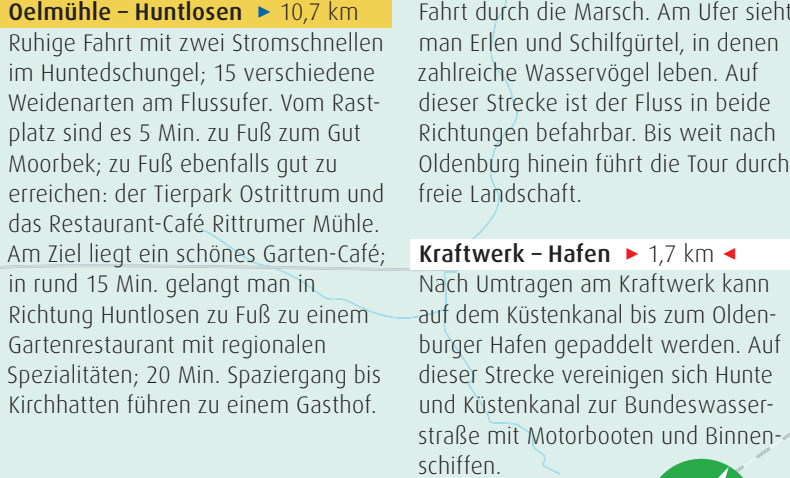 Oelmühle – Huntlosen ► 10,7 km
Ruhige Fahrt mit zwei Stromschnellen
im Huntedschungel; 15 verschiedene
Weidenarten am Flussufer. Vom Rast-
platz sind es 5 Min. zu Fuß zum Gut
Moorbek; zu Fuß ebenfalls gut zu
erreichen: der Tierpark Ostrittrum und
das Restaurant-Café Rittrumer Mühle.
Am Ziel liegt ein schönes Garten-Café;
in rund 15 Min. gelangt man in
Richtung Huntlosen zu Fuß zu einem
Gartenrestaurant mit regionalen
Spezialitäten; 20 Min. Spaziergang bis
Kirchhatten führen zu einem Gasthof.
Fahrt durch die Marsch. Am Ufer sieht
man Erlen und Schilfgürtel, in denen
zahlreiche Wasservögel leben. Auf
dieser Strecke ist der Fluss in beide
Richtungen befahrbar. Bis weit nach
Oldenburg hinein führt die Tour durch
freie Landschaft.
Kraftwerk – Hafen ► 1,7 km ◄
Nach Umtragen am Kraftwerk kann
auf dem Küstenkanal bis zum Olden-
burger Hafen gepaddelt werden. Auf
dieser Strecke vereinigen sich Hunte
und Küstenkanal zur Bundeswasser-
straße mit Motorbooten und Binnen-
schiffen.